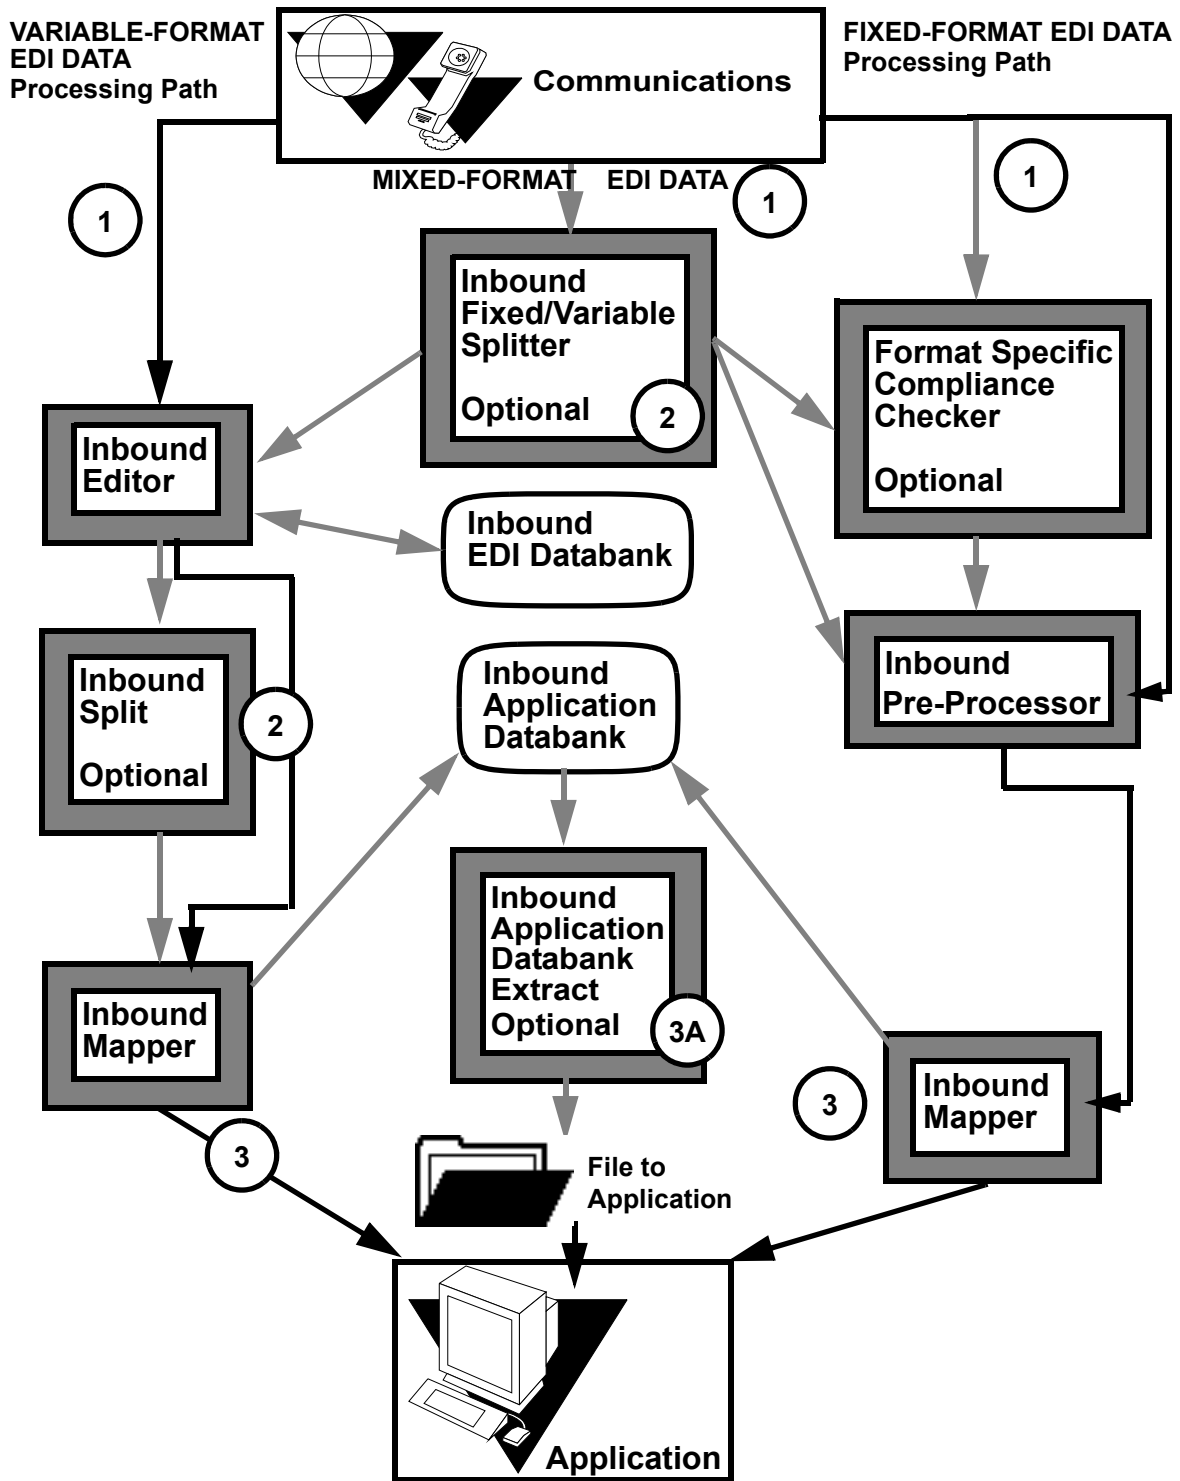 VARIABLE-FORMAT
EDI DATA
Processing Path
Communications
FIXED-FORMAT EDI DATA
Processing Path
MIXED-FORMAT EDI DATA
1
1
1
Inbound
Fixed/Variable
Splitter
Optional
2
Format Specific
Compliance
Checker
Optional
Inbound
Editor
Inbound
EDI Databank
Inbound
Split
Optional
2
Inbound
Application
Databank
Inbound
Pre-Processor
Inbound
Application
Databank
Extract
Optional
3A
Inbound
Mapper
3
Inbound
Mapper
3
File to
Application
Application